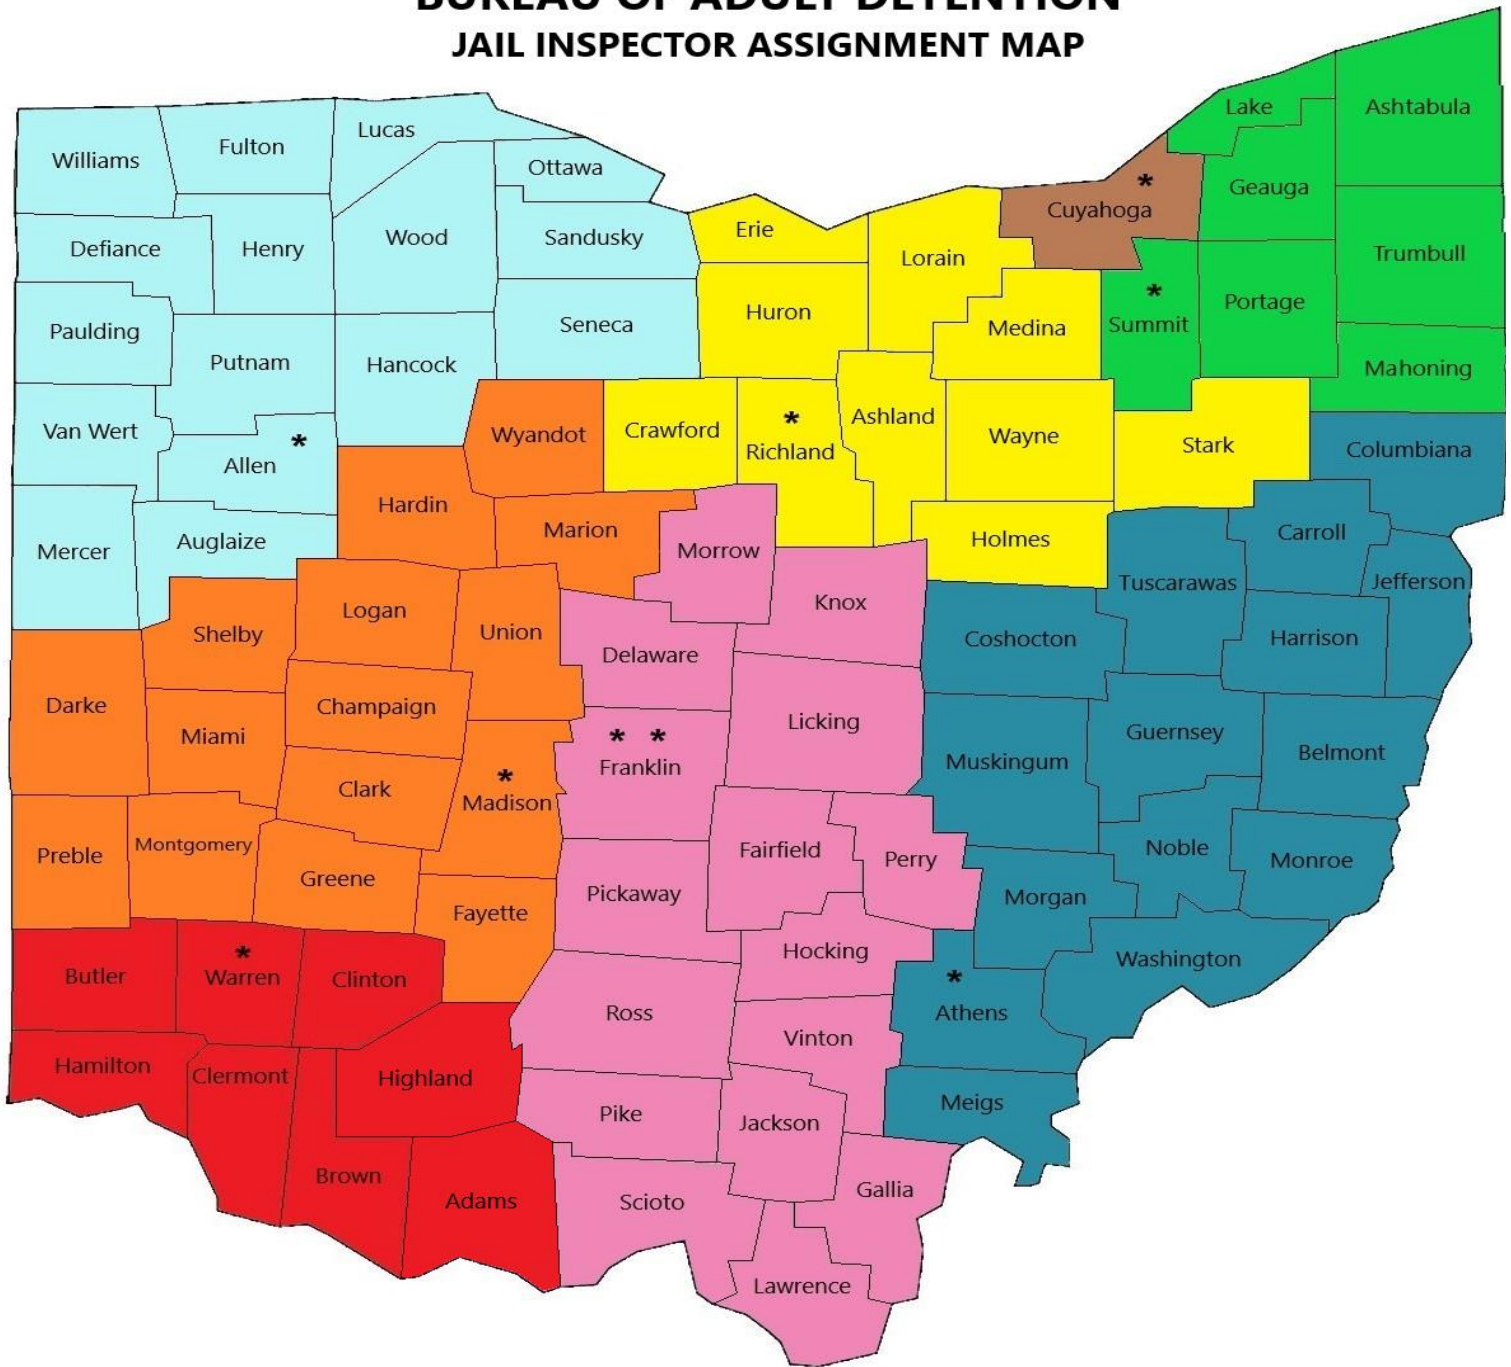 BUREAU OF ADULT DETENTION
JAIL INSPECTOR ASSIGNMENT MAP
Lake
Ashtabula
Lucas
Fulton
Williams
Ottawa
*
Geauga
Cuyahoga
Erie
Wood
Sandusky
Henry
Defiance
Lorain
Trumbull
*
Portage
Huron
Summit
Medina
Seneca
Paulding
Putnam
Hancock
Mahoning
*
Ashland
Van Wert
Crawford
Wyandot
Wayne
Stark
Columbiana
*
Richland
Allen
Hardin
Marion
Carroll
Auglaize
Holmes
Mercer
Morrow
Tuscarawas
Jefferson
Knox
Logan
Shelby
Union
Coshocton
Harrison
Delaware
Darke
Champaign
Licking
Miami
* *
Guernsey
Belmont
Franklin
Muskingum
*
Clark
Madison
Montgomery
Preble
Fairfield
Perry
Noble
Monroe
Greene
Pickaway
Morgan
Fayette
*
Hocking
Washington
Butler
Warren
Clinton
*
Ross
Athens
Vinton
Hamilton
Clermont
Highland
Meigs
Pike
Jackson
Brown
Adams
Scioto
Gallia
Lawrence